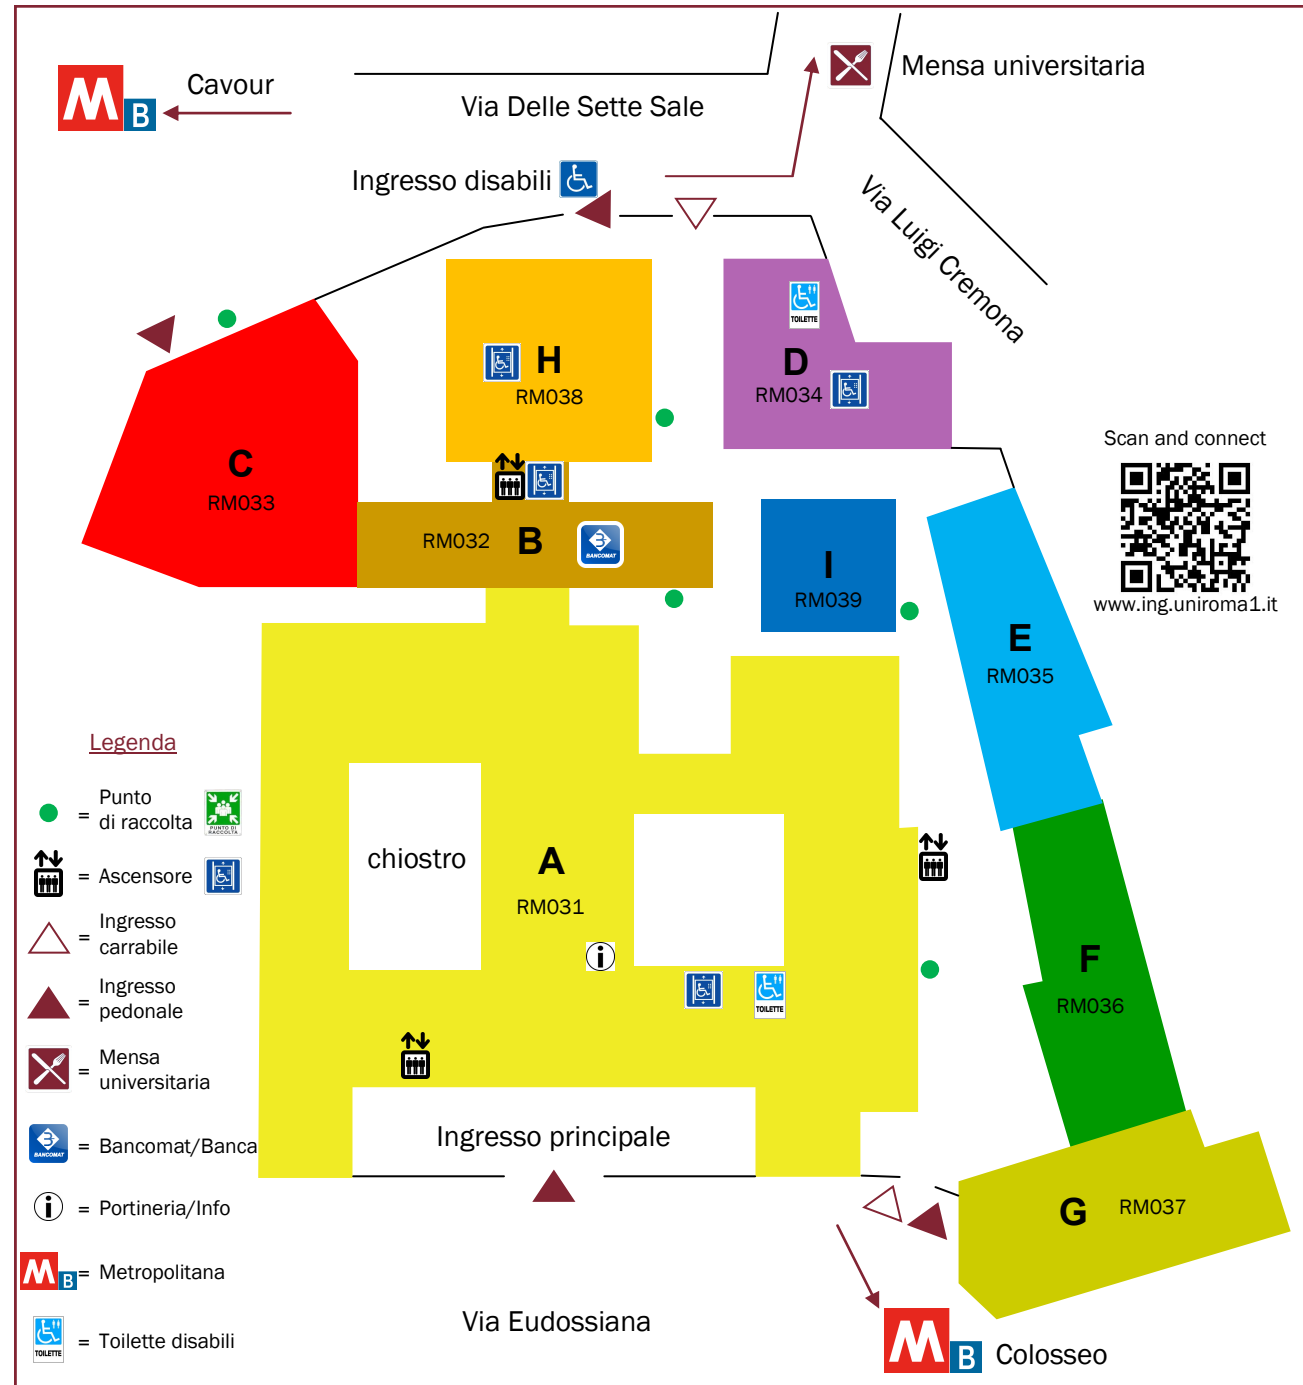 M
B
Cavour
Via Delle Sette Sale
Mensa universitaria
Ingresso disabili
Via Luigi Cremona
TOILETTE
H
RM038
D
RM034
C
RM033
Scan and connect
www.ing.uniroma1.it
RM032
B
BANCOMAT
I
RM039
E
RM035
chiostro
A
RM031
i
TOILETTE
F
RM036
Ingresso principale
G
RM037
Via Eudossiana
M
B
Colosseo
Legenda
= Punto
di raccolta
PUNTO DI
RACCOLTA
= Ascensore
= Ingresso
carrabile
= Ingresso
pedonale
= Mensa
universitaria
BANCOMAT
= Bancomat/Banca
i
= Portineria/Info
M
B
= Metropolitana
TOILETTE
= Toilette disabili